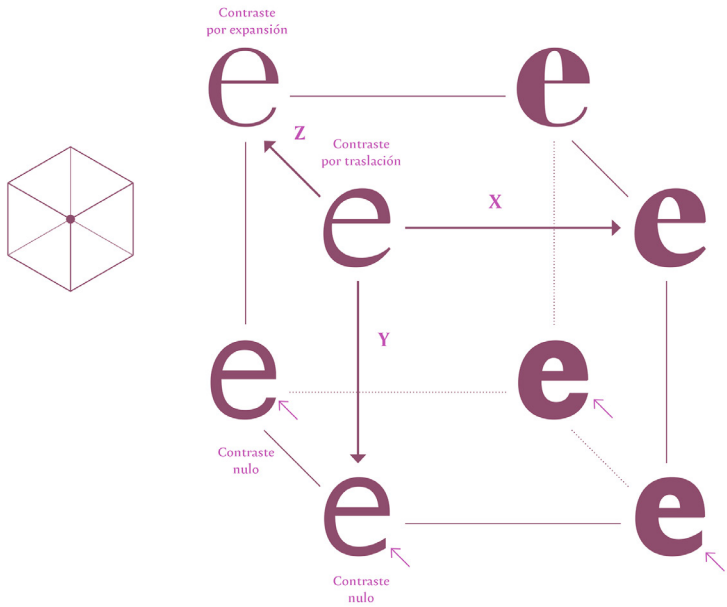 Contraste
por expansión
e
e
Z
Contraste
por traslación
e
X
e
Y
e
e
Contraste
nulo
e
e
Contraste
nulo